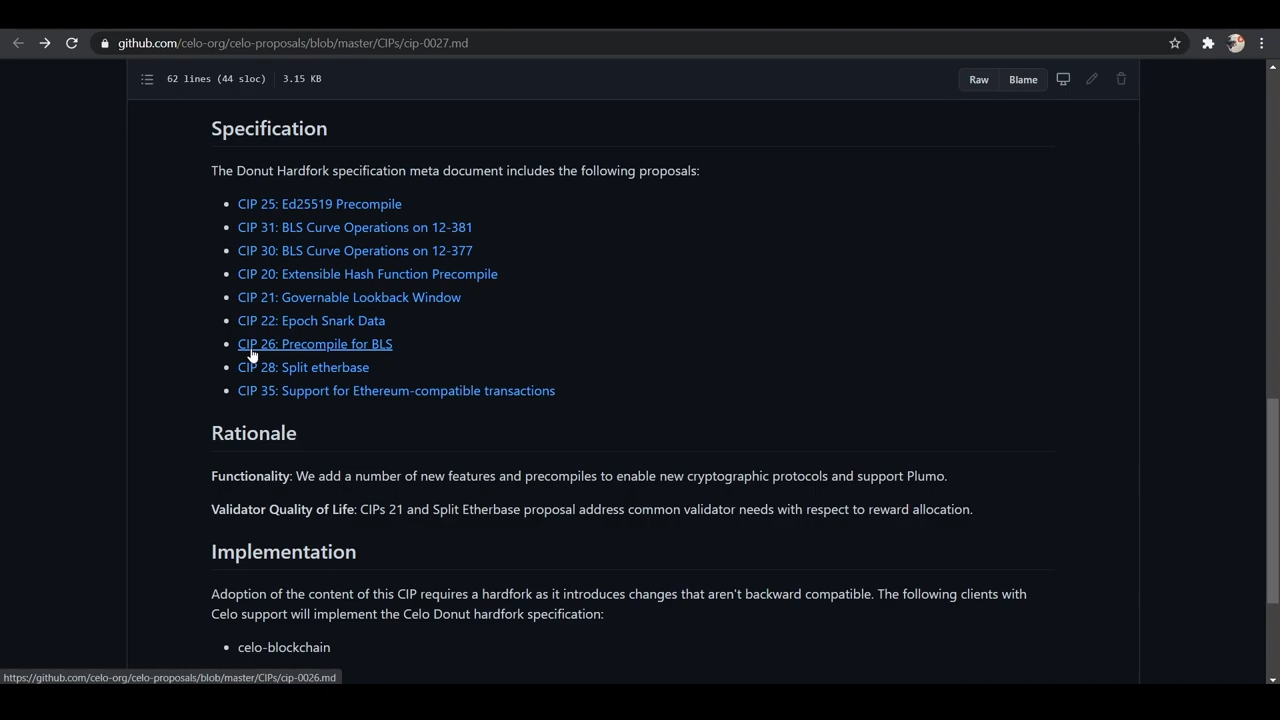 github.com/celo-org/celo-proposals/blob/master/CIPs/cip-0027.md
62 lines (44 sloc) 3.15 KB
Raw Blame
Specification
The Donut Hardfork specification meta document includes the following proposals:
CIP 25: Ed25519 Precompile
CIP 31: BLS Curve Operations on 12-381
CIP 30: BLS Curve Operations on 12-377
CIP 20: Extensible Hash Function Precompile
CIP 21: Governable Lookback Window
CIP 22: Epoch Snark Data
CIP 26: Precompile for BLS
CIP 28: Split etherbase
CIP 35: Support for Ethereum-compatible transactions
Rationale
Functionality: We add a number of new features and precompiles to enable new cryptographic protocols and support Plumo.
Validator Quality of Life: CIPs 21 and Split Etherbase proposal address common validator needs with respect to reward allocation.
Implementation
Adoption of the content of this CIP requires a hardfork as it introduces changes that aren't backward compatible. The following clients with
Celo support will implement the Celo Donut hardfork specification:
celo-blockchain
https://github.com/celo-org/celo-proposals/blob/master/CIPs/cip-0026.md